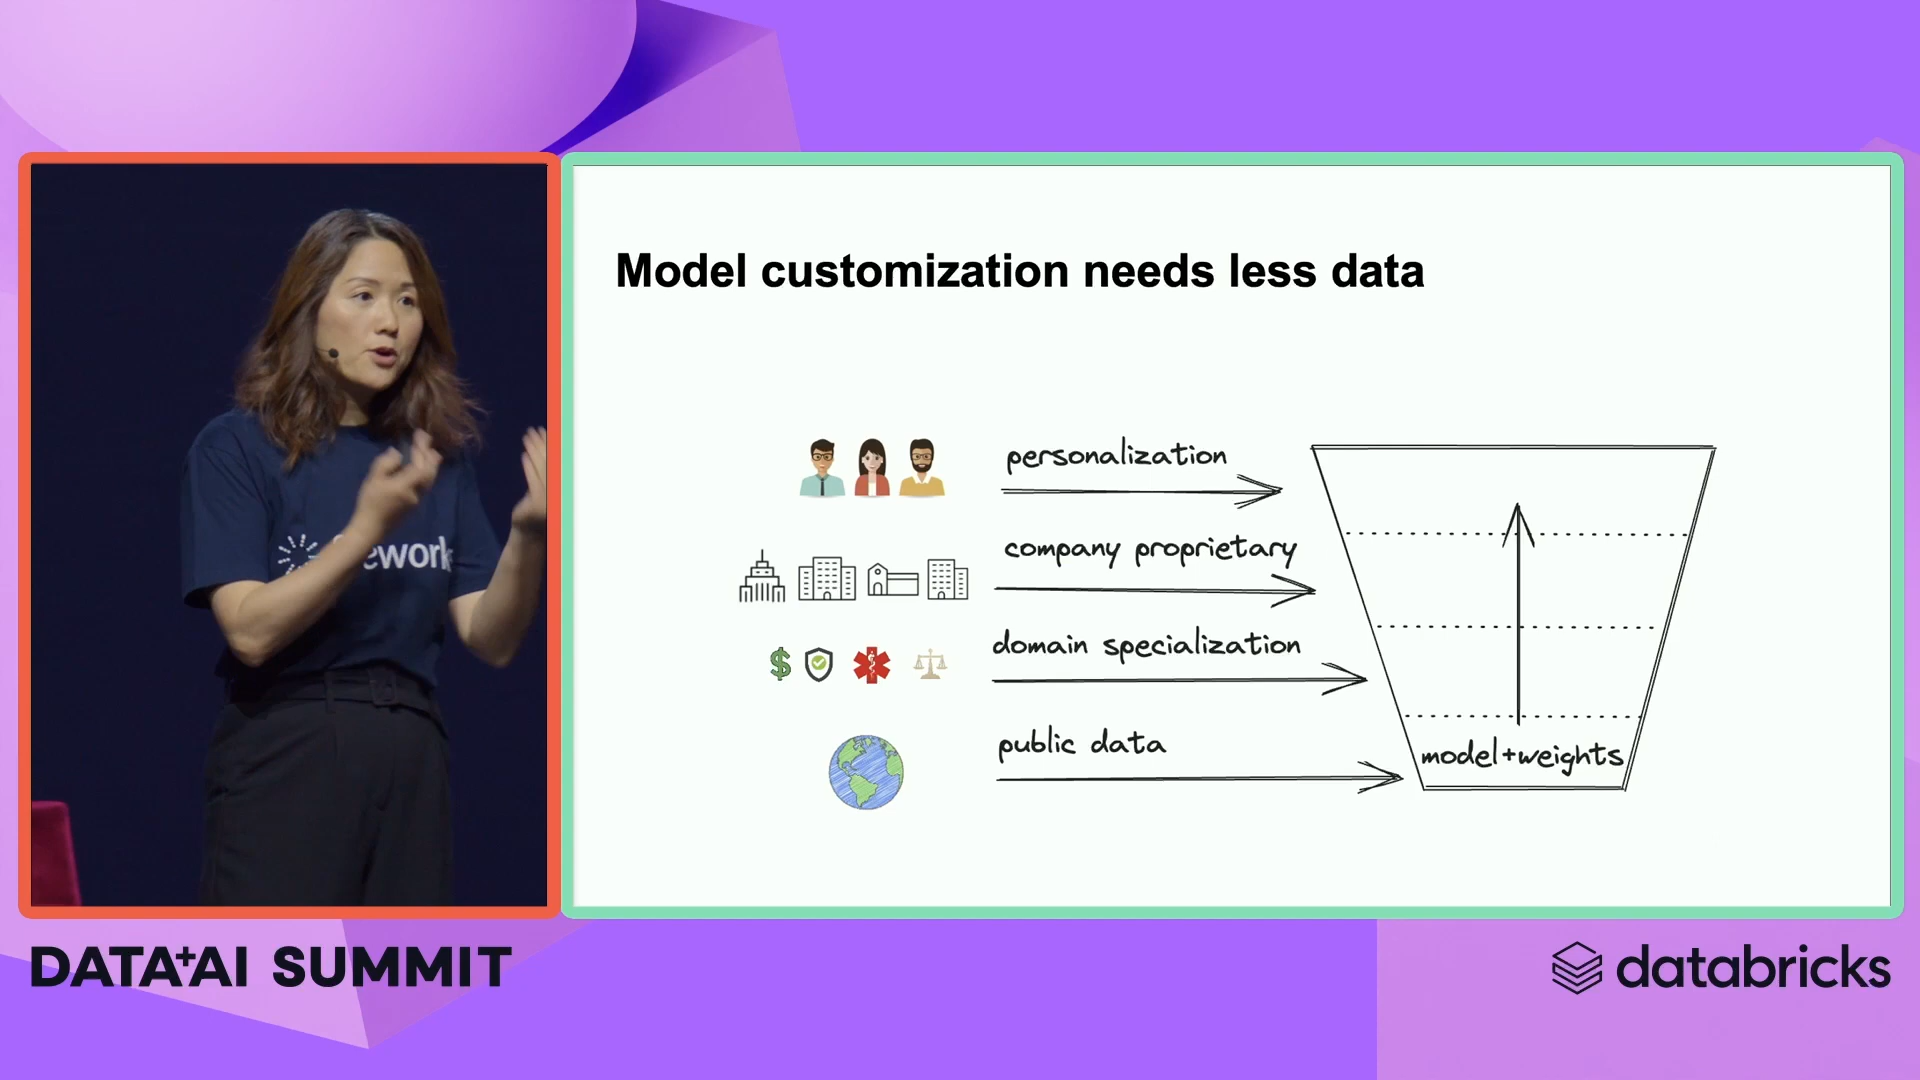 Model customization needs less data
personalization
company proprietary
domain specialization
public data
model+weights
DATA+AI SUMMIT
databricks